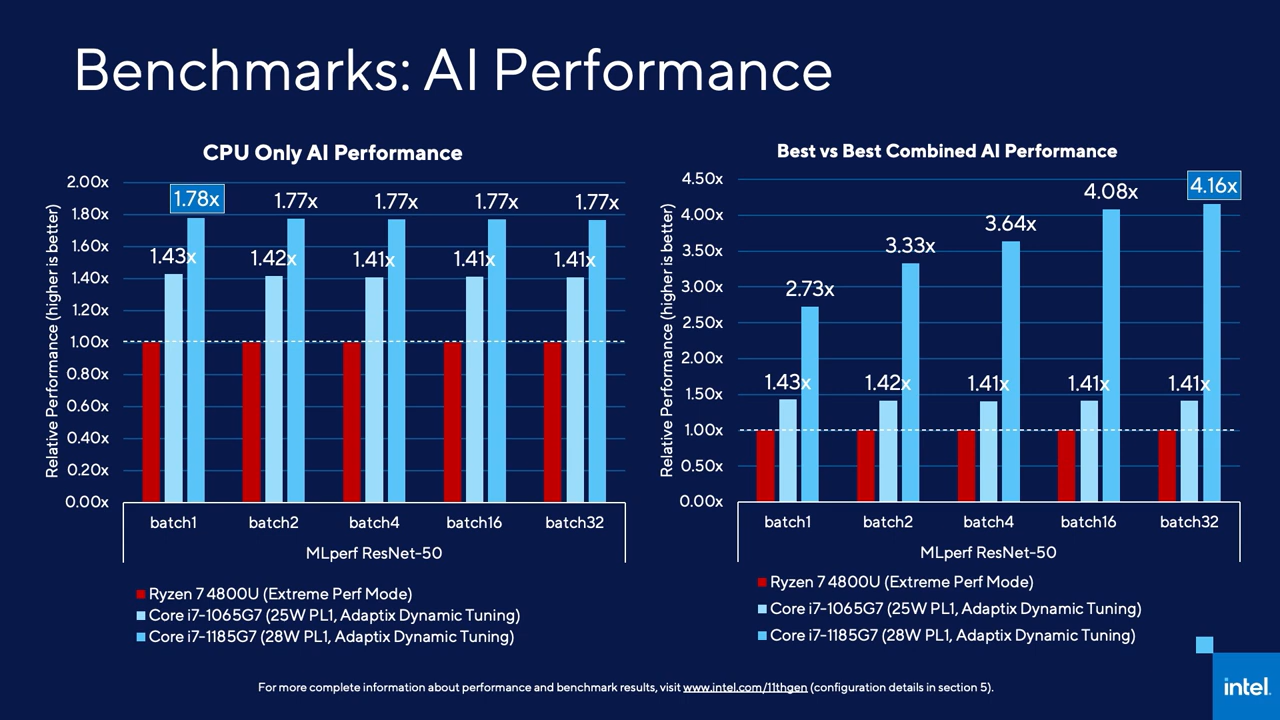 Benchmarks: AI Performance
CPU Only AI Performance
Relative Performance (higher is better)
2.00x
1.80x
1.60x
1.40x
1.20x
1.00x
0.80x
0.60x
0.40x
0.20x
0.00x
1.43x
1.78x
1.42x
1.77x
1.41x
1.77x
1.41x
1.77x
1.41x
1.77x
batch1
batch2
batch4
batch16
batch32
MLperf ResNet-50
Ryzen 7 4800U (Extreme Perf Mode)
Core i7-1065G7 (25W PL1, Adaptix Dynamic Tuning)
Core i7-1185G7 (28W PL1, Adaptix Dynamic Tuning)
Best vs Best Combined AI Performance
Relative Performance (higher is better)
4.50x
4.00x
3.50x
3.00x
2.50x
2.00x
1.50x
1.00x
0.50x
0.00x
1.43x
2.73x
1.42x
3.33x
1.41x
3.64x
1.41x
4.08x
1.41x
4.16x
batch1
batch2
batch4
batch16
batch32
MLperf ResNet-50
Ryzen 7 4800U (Extreme Perf Mode)
Core i7-1065G7 (25W PL1, Adaptix Dynamic Tuning)
Core i7-1185G7 (28W PL1, Adaptix Dynamic Tuning)
For more complete information about performance and benchmark results, visit www.intel.com/11thgen (configuration details in section 5).
intel.